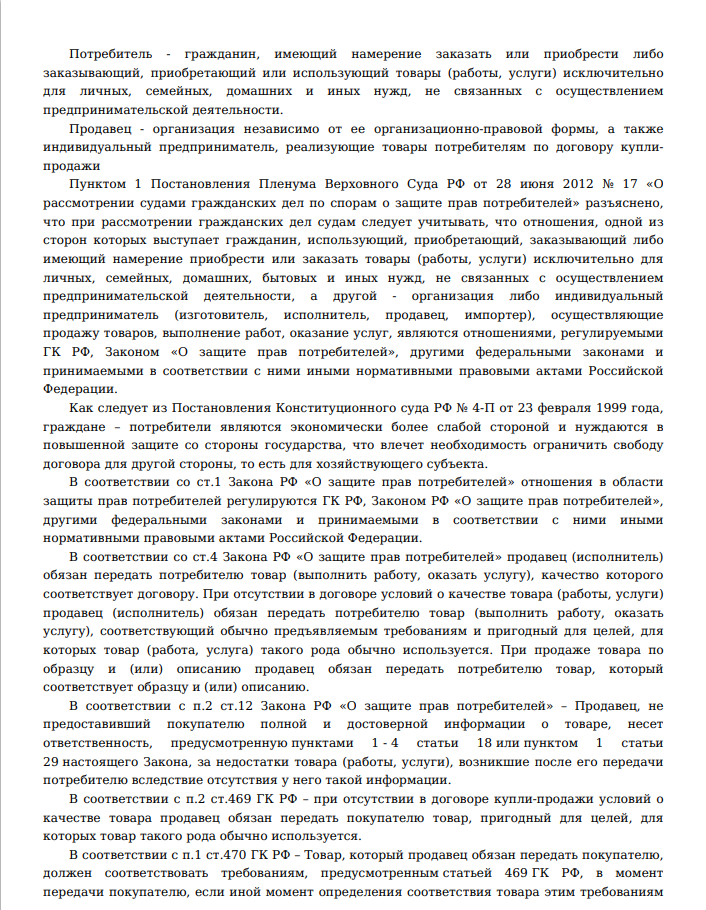 Потребитель - гражданин, имеющий намерение заказать или приобрести либо
заказывающий, приобретающий или использующий товары (работы, услуги) исключительно
для личных, семейных, домашних и иных нужд, не связанных с осуществлением
предпринимательской деятельности.
Продавец - организация независимо от ее организационно-правовой формы, а также
индивидуальный предприниматель, реализующие товары потребителям по договору купли-
продажи
Пунктом 1 Постановления Пленума Верховного Суда РФ от 28 июня 2012 № 17 «О
рассмотрении судами гражданских дел по спорам о защите прав потребителей» разъяснено,
что при рассмотрении гражданских дел судам следует учитывать, что отношения, одной из
сторон которых выступает гражданин, использующий, приобретающий, заказывающий либо
имеющий намерение приобрести или заказать товары (работы, услуги) исключительно для
личных, семейных, домашних, бытовых и иных нужд, не связанных с осуществлением
предпринимательской деятельности, а другой - организация либо индивидуальный
предприниматель (изготовитель, исполнитель, продавец, импортер), осуществляющие
продажу товаров, выполнение работ, оказание услуг, являются отношениями, регулируемыми
ГК РФ, Законом «О защите прав потребителей», другими федеральными законами и
принимаемыми в соответствии с ними иными нормативными правовыми актами Российской
Федерации.
Как следует из Постановления Конституционного суда РФ № 4-П от 23 февраля 1999 года,
граждане – потребители являются экономически более слабой стороной и нуждаются в
повышенной защите со стороны государства, что влечет необходимость ограничить свободу
договора для другой стороны, то есть для хозяйствующего субъекта.
В соответствии со ст.1 Закона РФ «О защите прав потребителей» отношения в области
защиты прав потребителей регулируются ГК РФ, Законом РФ «О защите прав потребителей»,
другими федеральными законами и принимаемыми в соответствии с ними иными
нормативными правовыми актами Российской Федерации.
В соответствии со ст.4 Закона РФ «О защите прав потребителей» продавец (исполнитель)
обязан передать потребителю товар (выполнить работу, оказать услугу), качество которого
соответствует договору. При отсутствии в договоре условий о качестве товара (работы, услуги)
продавец (исполнитель) обязан передать потребителю товар (выполнить работу, оказать
услугу), соответствующий обычно предъявляемым требованиям и пригодный для целей, для
которых товар (работа, услуга) такого рода обычно используется. При продаже товара по
образцу и (или) описанию продавец обязан передать потребителю товар, который
соответствует образцу и (или) описанию.
В соответствии с п.2 ст.12 Закона РФ «О защите прав потребителей» – Продавец, не
предоставивший покупателю полной и достоверной информации о товаре, несет
ответственность, предусмотренную пунктами 1 - 4 статьи 18 или пунктом 1 статьи
29 настоящего Закона, за недостатки товара (работы, услуги), возникшие после его передачи
потребителю вследствие отсутствия у него такой информации.
В соответствии с п.2 ст.469 ГК РФ – при отсутствии в договоре купли-продажи условий о
качестве товара продавец обязан передать покупателю товар, пригодный для целей, для
которых товар такого рода обычно используется.
В соответствии с п.1 ст.470 ГК РФ – Товар, который продавец обязан передать покупателю,
должен соответствовать требованиям, предусмотренным статьей 469 ГК РФ, в момент
передачи покупателю, если иной момент определения соответствия товара этим требованиям